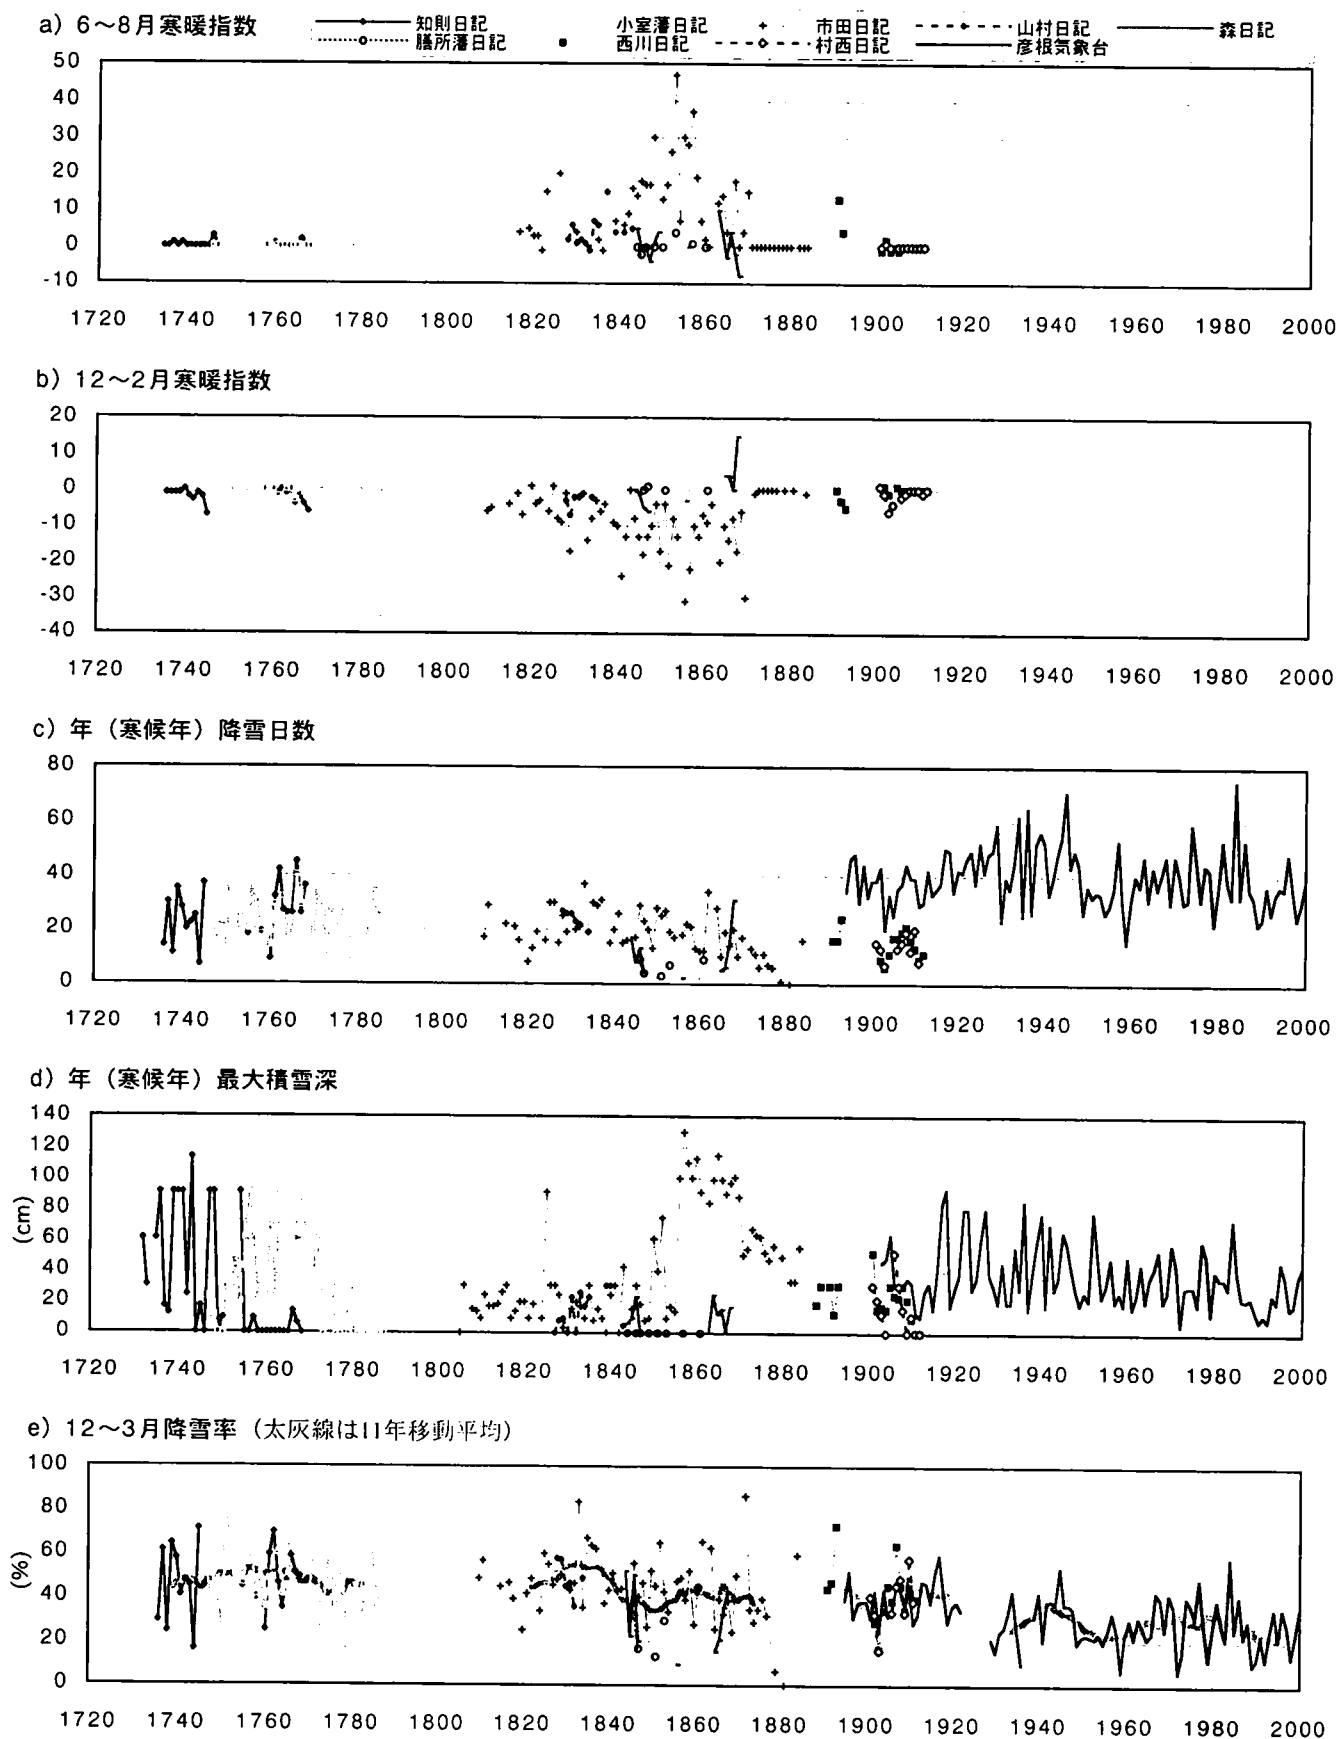 a）6～8月寒暖指数
知則日記 小室藩日記 市田日記 山村日記 森日記
膳所藩日記 西川日記 村西日記 彦根気象台
50
40
30
20
10
0
-10
1720 1740 1760 1780 1800 1820 1840 1860 1880 1900 1920 1940 1960 1980 2000
b）12～2月寒暖指数
20
10
0
-10
-20
-30
-40
1720 1740 1760 1780 1800 1820 1840 1860 1880 1900 1920 1940 1960 1980 2000
c）年（寒候年）降雪日数
80
60
40
20
0
1720 1740 1760 1780 1800 1820 1840 1860 1880 1900 1920 1940 1960 1980 2000
d）年（寒候年）最大積雪深
(cm)
140
120
100
80
60
40
20
0
1720 1740 1760 1780 1800 1820 1840 1860 1880 1900 1920 1940 1960 1980 2000
e）12～3月降雪率（太灰線は11年移動平均）
(%)
100
80
60
40
20
0
1720 1740 1760 1780 1800 1820 1840 1860 1880 1900 1920 1940 1960 1980 2000